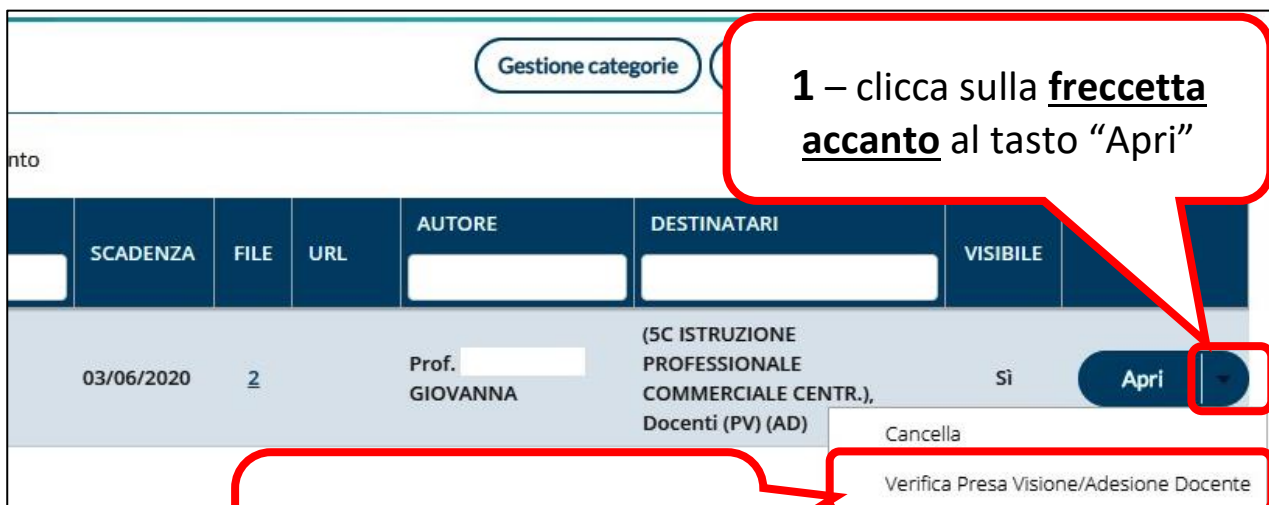 Gestione categorie
1 – clicca sulla freccetta
accanto al tasto “Apri”
nto
SCADENZA
FILE
URL
AUTORE
DESTINATARI
VISIBILE
03/06/2020
2
Prof.
GIOVANNA
(5C ISTRUZIONE
PROFESSIONALE
COMMERCIALE CENTR.),
Docenti (PV) (AD)
Sì
Apri
Cancella
Verifica Presa Visione/Adesione Docente